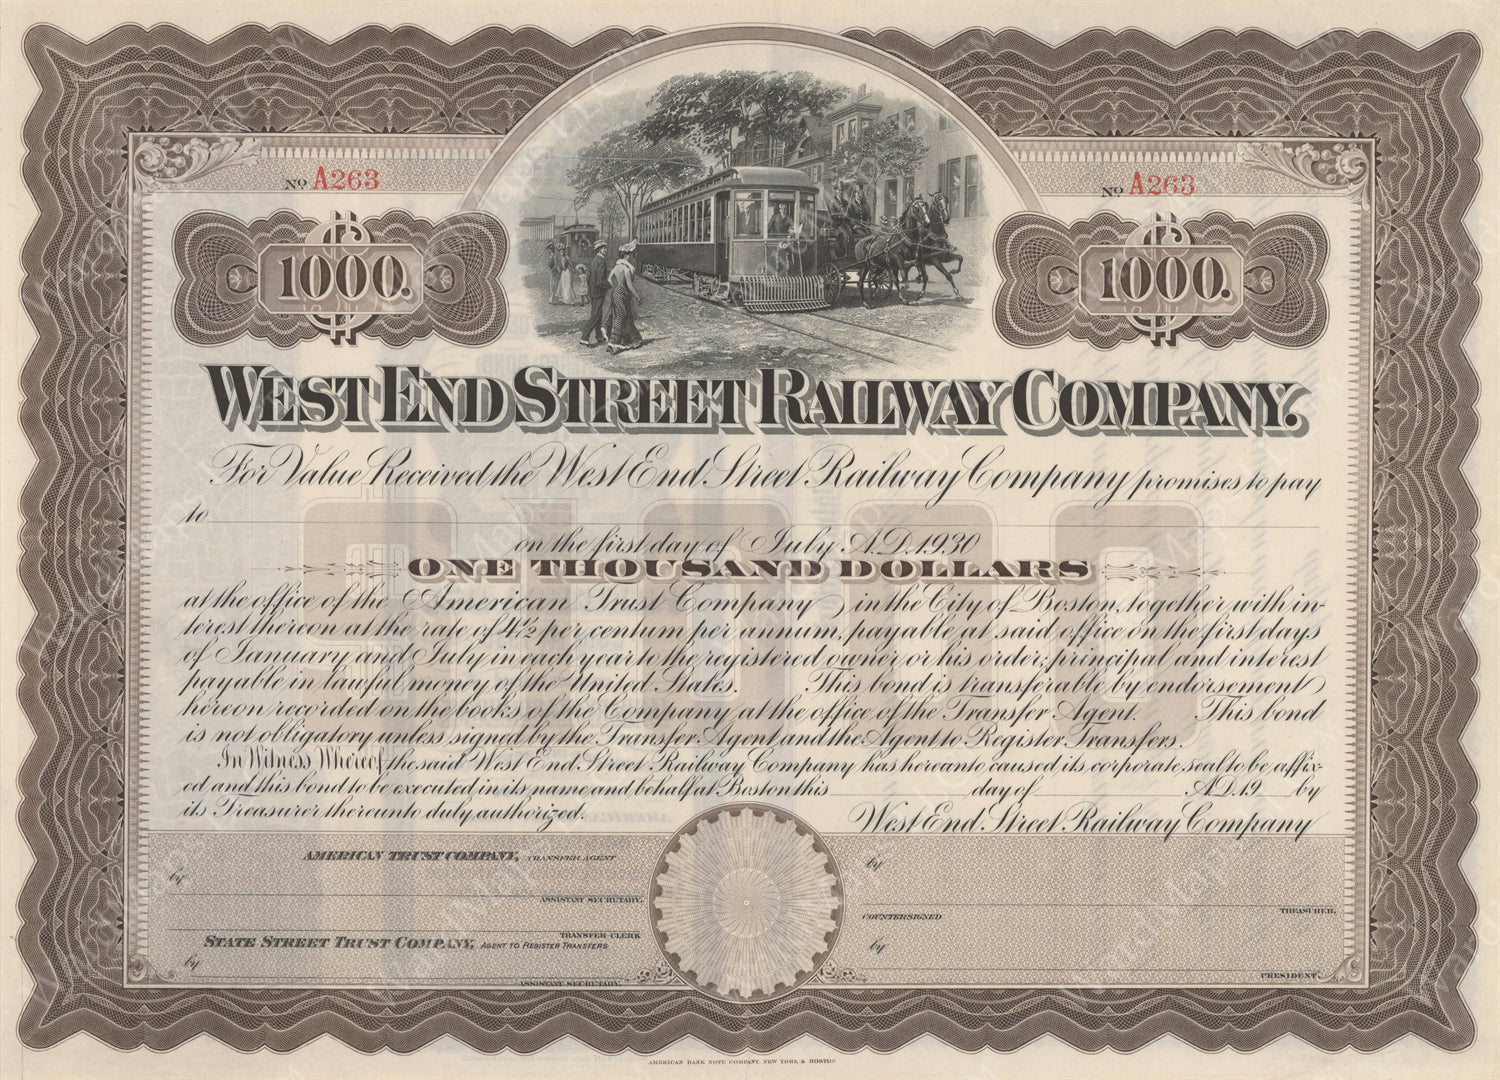 No A263
No A263
$1000.
$1000.
WEST END STREET RAILWAY COMPANY.
For Value Received the West End Street Railway Company promises to pay
to
on the first day of July A.D. 1930
ONE THOUSAND DOLLARS
at the office of the American Trust Company, in the City of Boston, together with in-
terest thereon at the rate of 4½ per centum per annum, payable at said office on the first days
of January and July in each year to the registered owner or his order; principal and interest
payable in lawful money of the United States. This bond is transferable by endorsement
hereon recorded on the books of the Company at the office of the Transfer Agent. This bond
is not obligatory unless signed by the Transfer Agent and the Agent to Register Transfers.
In Witness Whereof the said West End Street Railway Company has hereunto caused its corporate seal to be affix-
ed and this bond to be executed in its name and behalf at Boston this day of A.D. 19 by
its Treasurer thereunto duly authorized.
West End Street Railway Company
AMERICAN TRUST COMPANY, TRANSFER AGENT
by
ASSISTANT SECRETARY.
TRANSFER CLERK
STATE STREET TRUST COMPANY, AGENT TO REGISTER TRANSFERS
by
ASSISTANT SECRETARY.
by
TREASURER.
COUNTERSIGNED
by
PRESIDENT.
AMERICAN BANK NOTE COMPANY, NEW YORK & BOSTON